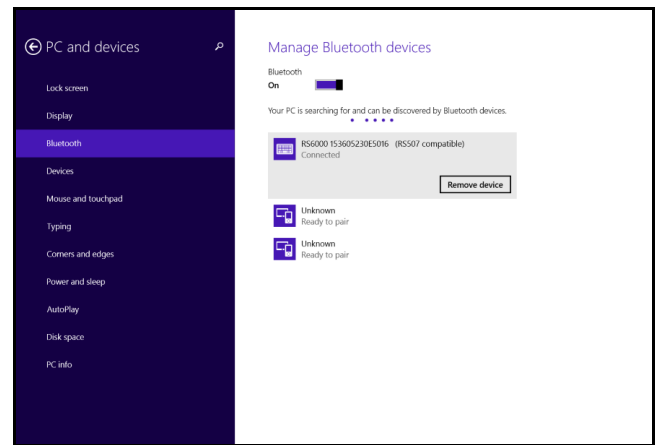 PC and devices
Lock screen
Display
Bluetooth
Devices
Mouse and touchpad
Typing
Corners and edges
Power and sleep
AutoPlay
Disk space
PC info
Manage Bluetooth devices
Bluetooth
On
Your PC is searching for and can be discovered by Bluetooth devices.
RS6000 15360523OE5016 (RS507 compatible)
Connected
Remove device
Unknown
Ready to pair
Unknown
Ready to pair